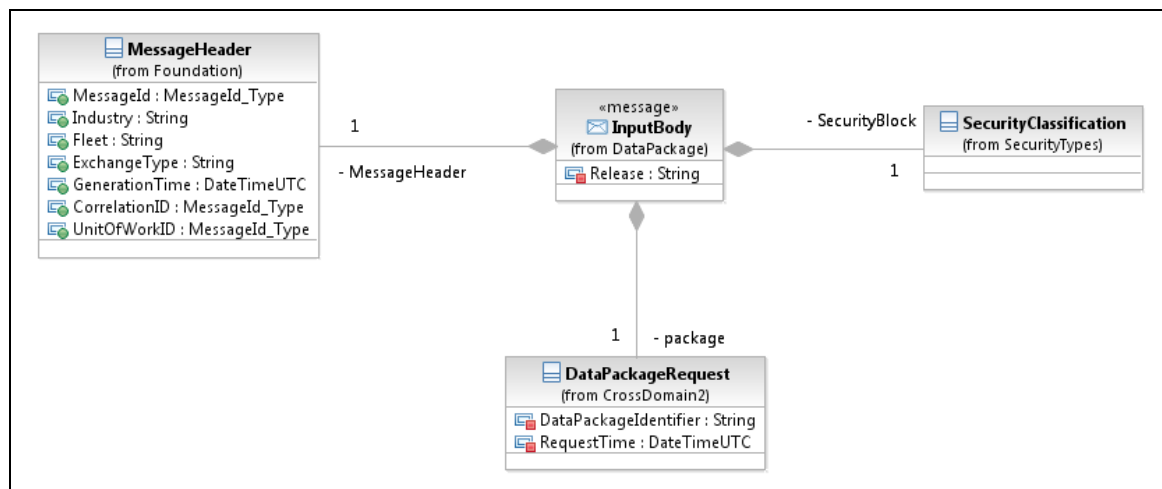 MessageHeader
(from Foundation)
MessageId : MessageId_Type
Industry : String
Fleet : String
ExchangeType : String
GenerationTime : DateTimeUTC
CorrelationID : MessageId_Type
UnitOfWorkID : MessageId_Type
1
- MessageHeader
«message»
InputBody
(from DataPackage)
Release : String
- SecurityBlock
1
SecurityClassification
(from SecurityTypes)
1
- package
DataPackageRequest
(from CrossDomain2)
DataPackageIdentifier : String
RequestTime : DateTimeUTC